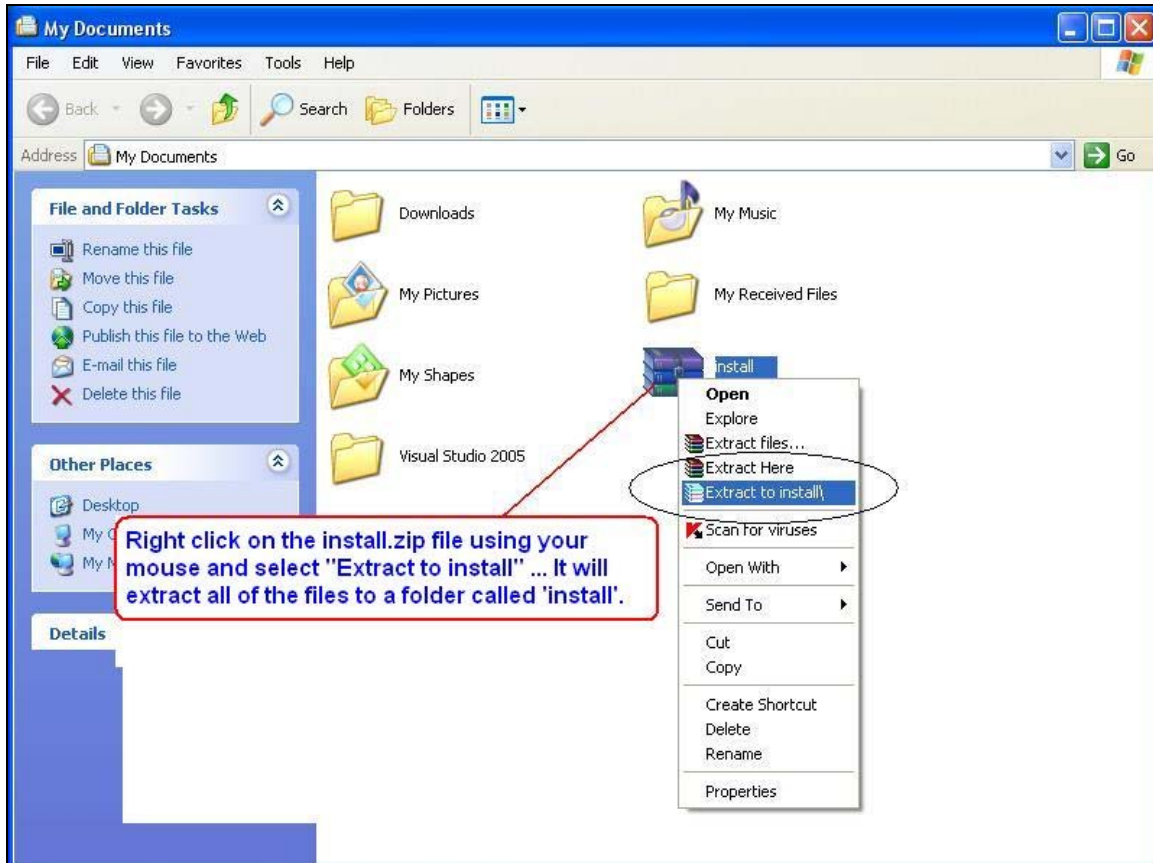 My Documents
File Edit View Favorites Tools Help
Back Search Folders
Address My Documents Go
File and Folder Tasks
Rename this file
Move this file
Copy this file
Publish this file to the Web
E-mail this file
Delete this file
Other Places
Desktop
My
My
Details
Downloads
My Music
My Pictures
My Received Files
My Shapes
install
Visual Studio 2005
Open
Explore
Extract files...
Extract Here
Extract to install\
Scan for viruses
Open With
Send To
Cut
Copy
Create Shortcut
Delete
Rename
Properties
Right click on the install.zip file using your
mouse and select "Extract to install" ... It will
extract all of the files to a folder called 'install'.